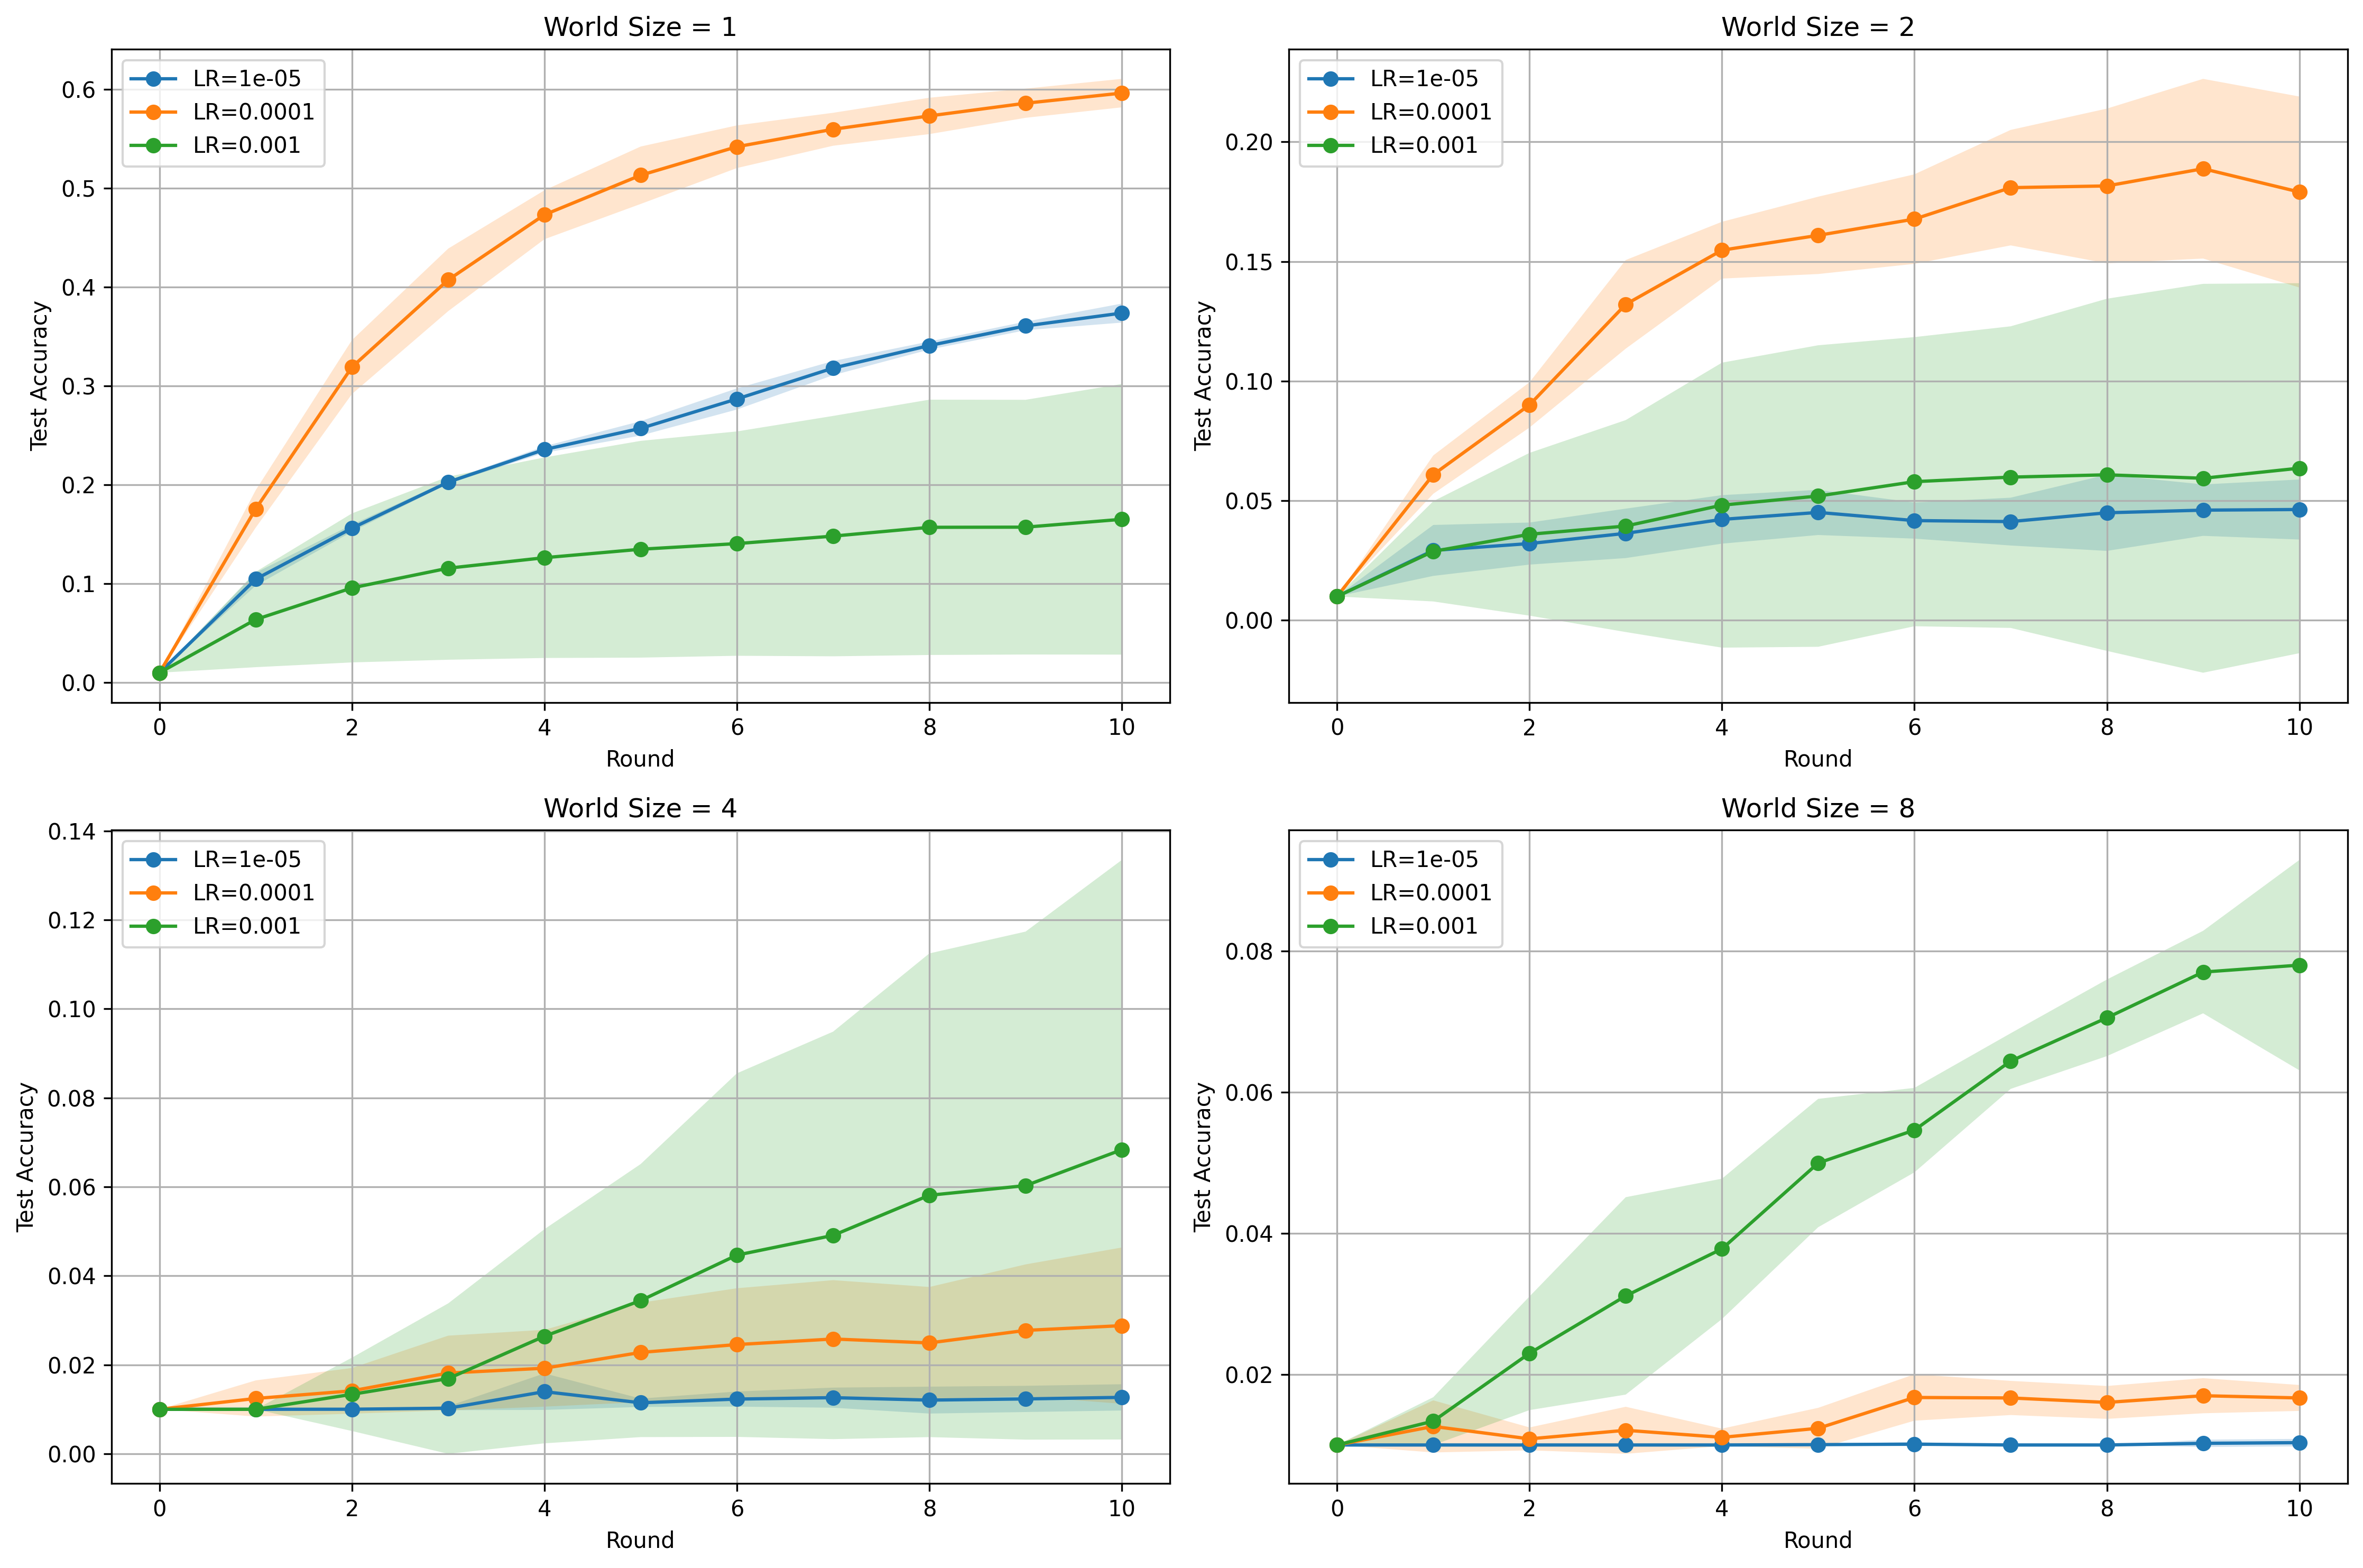 World Size = 1
LR=1e-05
LR=0.0001
LR=0.001
0.6
0.5
0.4
0.3
0.2
0.1
0.0
Test Accuracy
0 2 4 6 8 10
Round
World Size = 2
LR=1e-05
LR=0.0001
LR=0.001
0.20
0.15
0.10
0.05
0.00
Test Accuracy
0 2 4 6 8 10
Round
World Size = 4
LR=1e-05
LR=0.0001
LR=0.001
0.14
0.12
0.10
0.08
0.06
0.04
0.02
0.00
Test Accuracy
0 2 4 6 8 10
Round
World Size = 8
LR=1e-05
LR=0.0001
LR=0.001
0.08
0.06
0.04
0.02
Test Accuracy
0 2 4 6 8 10
Round